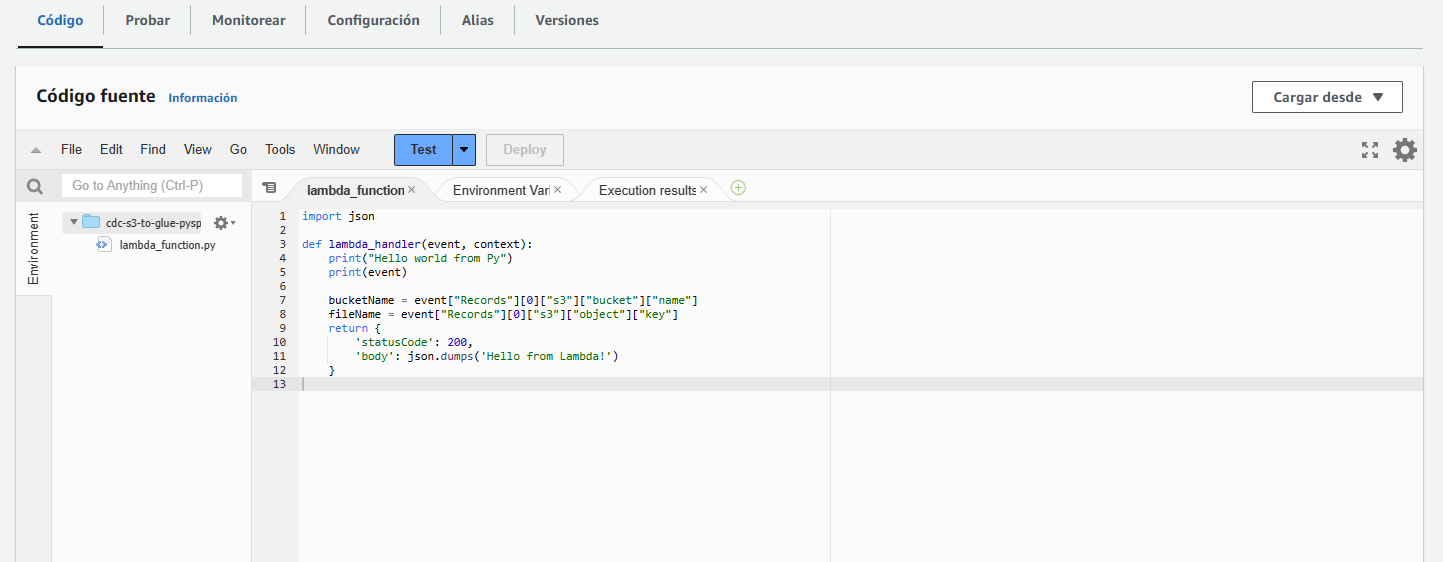 Código Probar Monitorear Configuración Alias Versiones
Código fuente Información Cargar desde
File Edit Find View Go Tools Window Test Deploy
Go to Anything (Ctrl-P) lambda_function Environment Vari Execution results
Environment
cdc-s3-to-glue-pysp
lambda_function.py
1 import json
2
3 def lambda_handler(event, context):
4     print("Hello world from Py")
5     print(event)
6
7     bucketName = event["Records"][0]["s3"]["bucket"]["name"]
8     fileName = event["Records"][0]["s3"]["object"]["key"]
9     return {
10         'statusCode': 200,
11         'body': json.dumps('Hello from Lambda!')
12     }
13